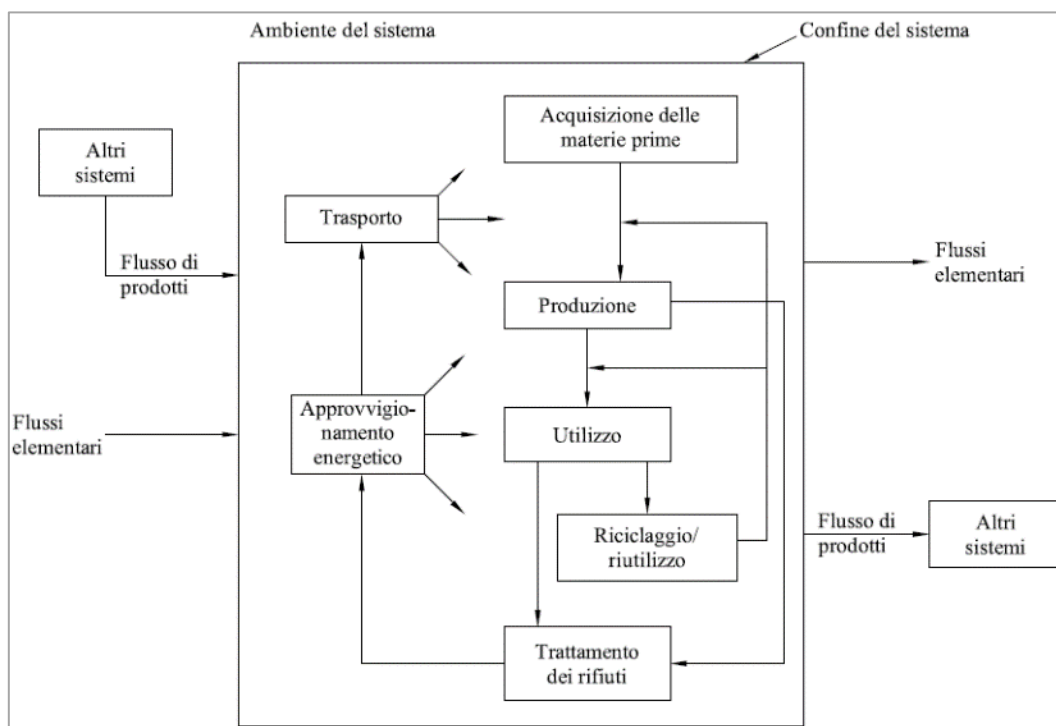 Ambiente del sistema
Confine del sistema
Acquisizione delle
materie prime
Altri
sistemi
Trasporto
Flusso di
prodotti
Flussi
elementari
Produzione
Approvvigio-
namento
energetico
Flussi
elementari
Utilizzo
Riciclaggio/
riutilizzo
Flusso di
prodotti
Altri
sistemi
Trattamento
dei rifiuti